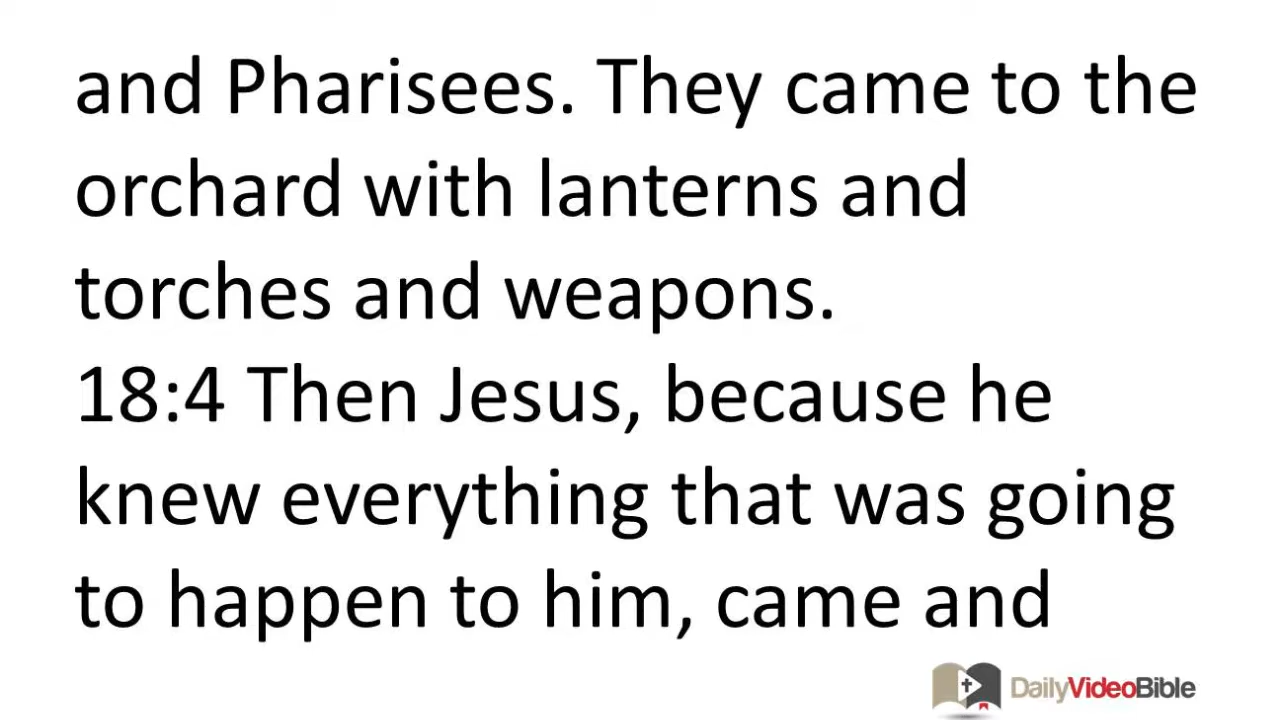 and Pharisees. They came to the
orchard with lanterns and
torches and weapons.
18:4 Then Jesus, because he
knew everything that was going
to happen to him, came and
DailyVideoBible